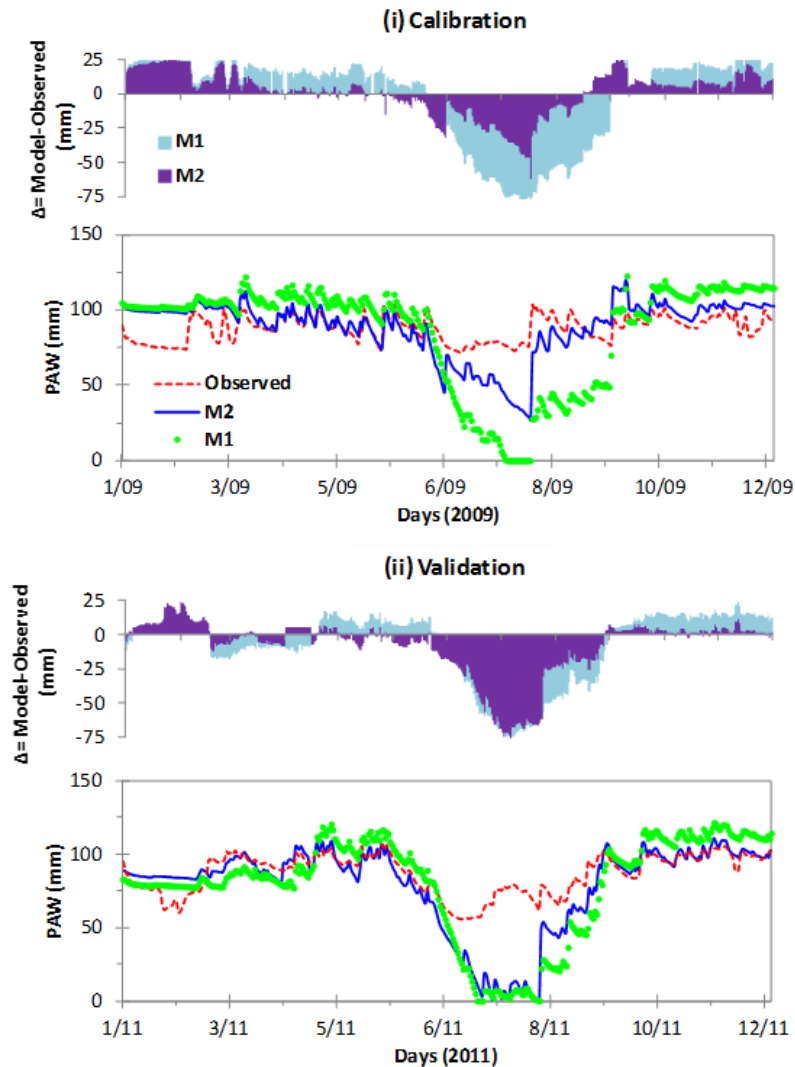 (i) Calibration
Δ= Model-Observed
(mm)
25
0
-25
-50
-75
M1
M2
PAW (mm)
150
100
50
0
Observed
M2
M1
1/09 3/09 5/09 6/09 8/09 10/09 12/09
Days (2009)
(ii) Validation
Δ= Model-Observed
(mm)
25
0
-25
-50
-75
PAW (mm)
150
100
50
0
1/11 3/11 5/11 6/11 8/11 10/11 12/11
Days (2011)